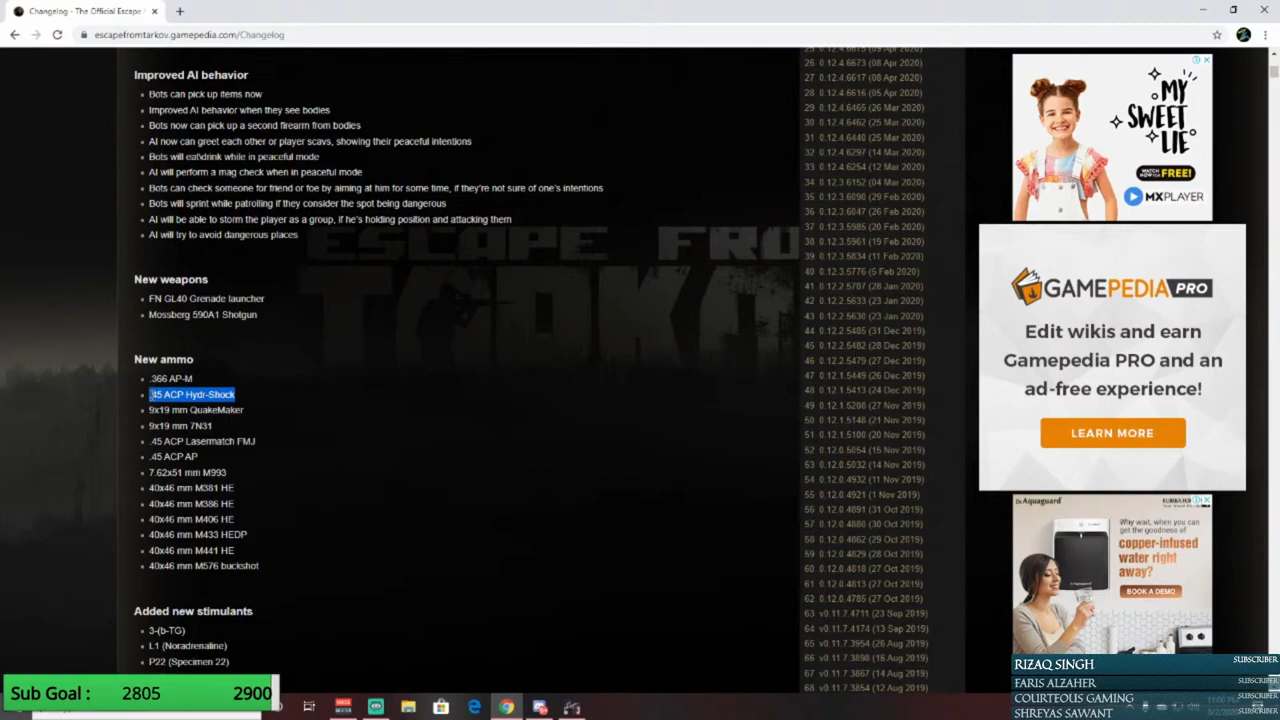 Changelog - The Official Escape
escapefromtarkov.gamepedia.com/Changelog
Improved AI behavior
Bots can pick up items now
Improved AI behavior when they see bodies
Bots now can pick up a second firearm from bodies
AI now can greet each other or player scavs, showing their peaceful intentions
Bots will eat\drink while in peaceful mode
AI will perform a mag check when in peaceful mode
Bots can check someone for friend or foe by aiming at him for some time, if they're not sure of one's intentions
Bots will sprint while patrolling if they consider the spot being dangerous
AI will be able to storm the player as a group, if he's holding position and attacking them
AI will try to avoid dangerous places
ESCAPE FRO
New weapons
FN GL40 Grenade launcher
Mossberg 590A1 Shotgun
New ammo
.366 AP-M
.45 ACP Hydr-Shock
9x19 mm QuakeMaker
9x19 mm 7N31
.45 ACP Lasermatch FMJ
.45 ACP AP
7.62x51 mm M993
40x46 mm M381 HE
40x46 mm M386 HE
40x46 mm M406 HE
40x46 mm M433 HEDP
40x46 mm M441 HE
40x46 mm M576 buckshot
Added new stimulants
3-(b-TG)
L1 (Noradrenaline)
P22 (Specimen 22)
26 0.12.4.6673 (08 Apr 2020)
27 0.12.4.6617 (08 Apr 2020)
28 0.12.4.6616 (08 Apr 2020)
29 0.12.4.6465 (26 Mar 2020)
30 0.12.4.6462 (25 Mar 2020)
31 0.12.4.6440 (25 Mar 2020)
32 0.12.4.6297 (14 Mar 2020)
33 0.12.4.6254 (12 Mar 2020)
34 0.12.3.6152 (04 Mar 2020)
35 0.12.3.6090 (29 Feb 2020)
36 0.12.3.6047 (26 Feb 2020)
37 0.12.3.5985 (20 Feb 2020)
38 0.12.3.5961 (19 Feb 2020)
39 0.12.3.5834 (11 Feb 2020)
40 0.12.3.5776 (5 Feb 2020)
41 0.12.3.5707 (28 Jan 2020)
42 0.12.2.5633 (23 Jan 2020)
43 0.12.2.5630 (23 Jan 2020)
44 0.12.2.5485 (31 Dec 2019)
45 0.12.2.5482 (28 Dec 2019)
46 0.12.2.5479 (27 Dec 2019)
47 0.12.1.5449 (26 Dec 2019)
48 0.12.1.5413 (24 Dec 2019)
49 0.12.1.5206 (27 Nov 2019)
50 0.12.1.5148 (21 Nov 2019)
51 0.12.1.5100 (20 Nov 2019)
52 0.12.0.5054 (15 Nov 2019)
53 0.12.0.5032 (14 Nov 2019)
54 0.12.0.4932 (11 Nov 2019)
55 0.12.0.4921 (1 Nov 2019)
56 0.12.0.4891 (31 Oct 2019)
57 0.12.0.4880 (30 Oct 2019)
58 0.12.0.4862 (29 Oct 2019)
59 0.12.0.4829 (28 Oct 2019)
60 0.12.0.4818 (27 Oct 2019)
61 0.12.0.4813 (27 Oct 2019)
62 0.12.0.4785 (27 Oct 2019)
63 v0.11.7.4711 (23 Sep 2019)
64 v0.11.7.4174 (13 Sep 2019)
65 v0.11.7.3954 (26 Aug 2019)
66 v0.11.7.3898 (16 Aug 2019)
67 v0.11.7.3867 (14 Aug 2019)
68 v0.11.7.3854 (12 Aug 2019)
MY
SWEET
LIE
WATCH NOW FOR FREE!
MXPLAYER
GAMEPEDIA PRO
Edit wikis and earn
Gamepedia PRO and an
ad-free experience!
LEARN MORE
Dr. Aquaguard
Why wait, when you can
get the goodness of
copper-infused
water right
away?
BOOK A DEMO
RIZAQ SINGH SUBSCRIBER
FARIS ALZAHER SUBSCRIBER
COURTEOUS GAMING SUBSCRIBER
SHREYAS SAWANT SUBSCRIBER
Sub Goal : 2805 2900